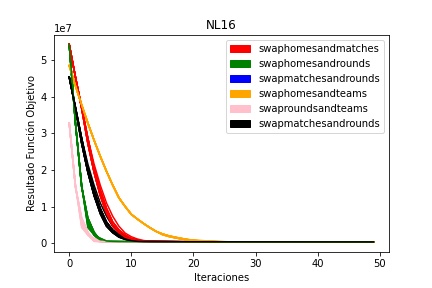 NL16
1e7
swaphomesandmatches
swaphomesandrounds
swapmatchesandrounds
swaphomesandteams
swaproundsandteams
swapmatchesandrounds
Resultado Función Objetivo
5
4
3
2
1
0
0 10 20 30 40 50
Iteraciones